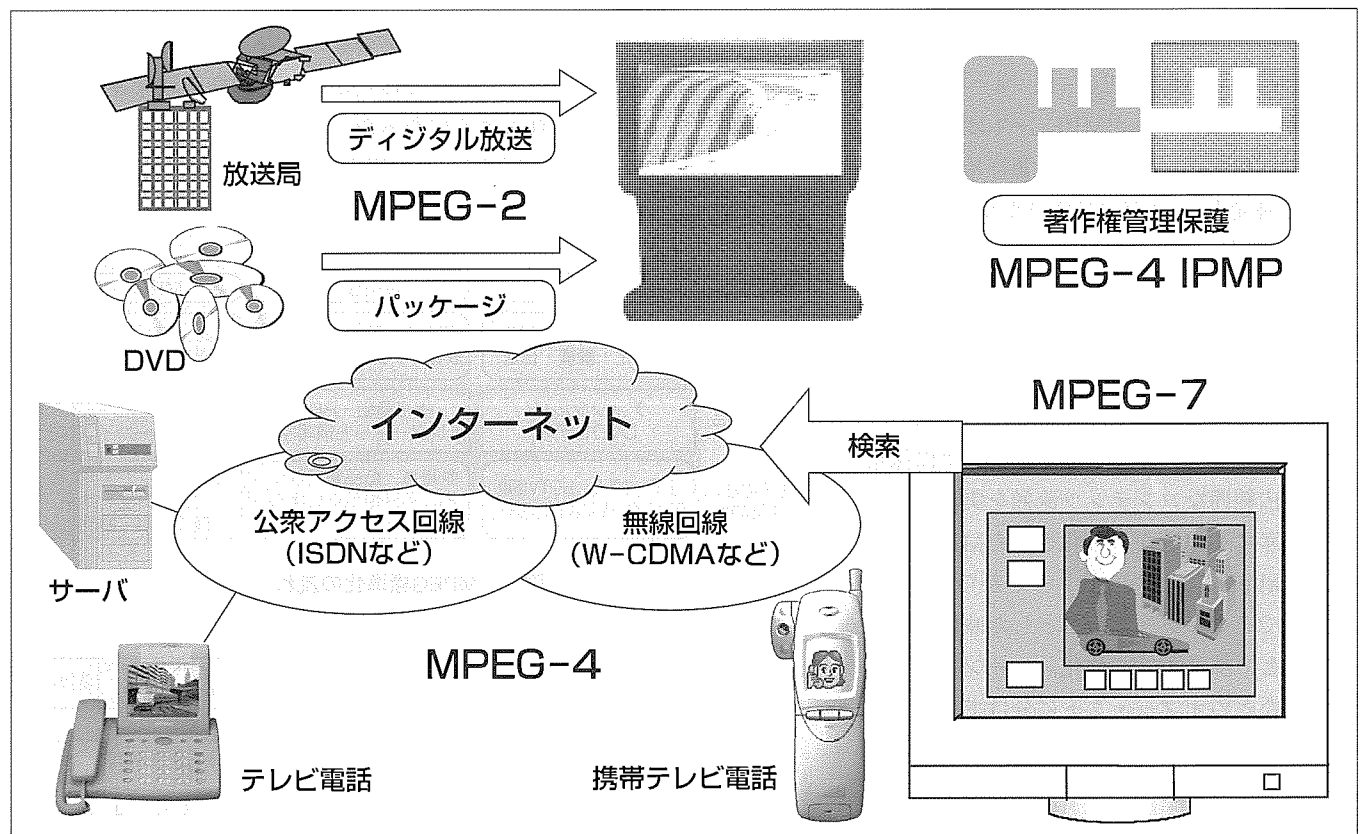 放送局
ディジタル放送
MPEG-2
DVD
パッケージ
著作権管理保護
MPEG-4 IPMP
MPEG-7
インターネット
検索
公衆アクセス回線
(ISDNなど)
無線回線
(W-CDMAなど)
サーバ
MPEG-4
テレビ電話
携帯テレビ電話